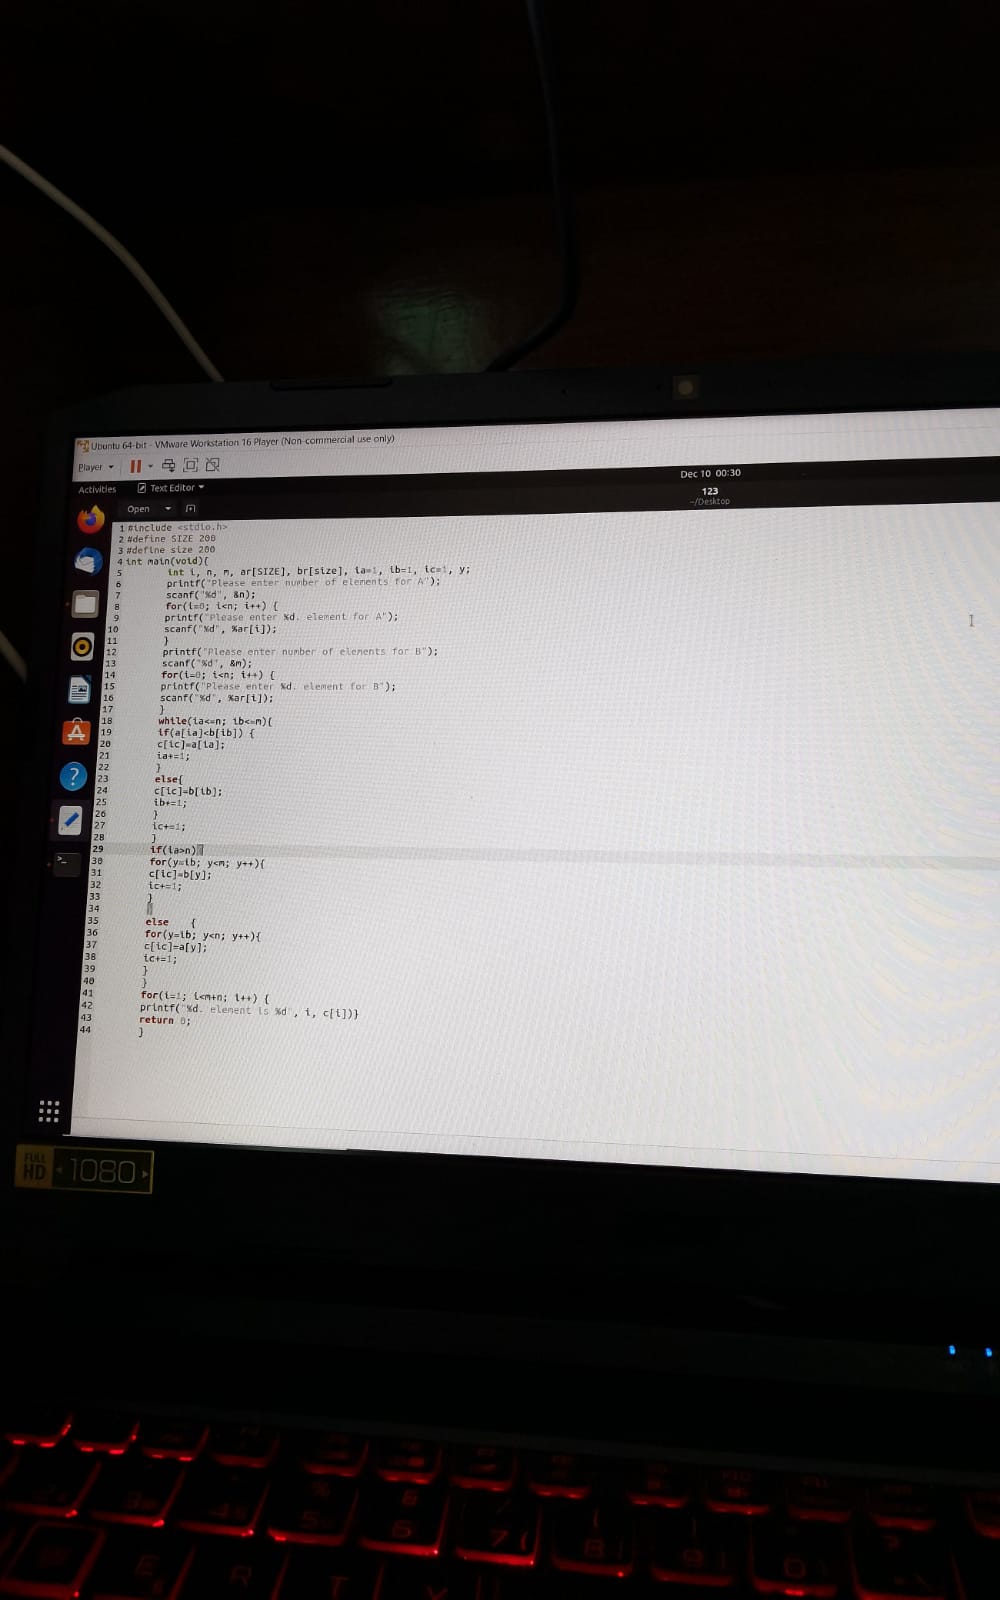 Ubuntu 64-bit - VMware Workstation 16 Player (Non-commercial use only)
Player
Activities Text Editor Dec 10 00:30
Open 123
~/Desktop
1 #include <stdio.h>
2 #define SIZE 200
3 #define size 200
4 int main(void){
5 int i, n, m, ar[SIZE], br[size], ia=1, ib=1, ic=1, y;
6 printf("Please enter number of elements for A");
7 scanf("%d", &n);
8 for(i=0; i<n; i++) {
9 printf("Please enter %d. element for A");
10 scanf("%d", %ar[i]);
11 }
12 printf("Please enter number of elements for B");
13 scanf("%d", &m);
14 for(i=0; i<n; i++) {
15 printf("Please enter %d. element for B");
16 scanf("%d", %ar[i]);
17 }
18 while(ia<=n; ib<=m){
19 if(a[ia]<b[ib]) {
20 c[ic]=a[ia];
21 ia+=1;
22 }
23 else{
24 c[ic]=b[ib];
25 ib+=1;
26 }
27 ic+=1;
28 }
29 if(ia>n){
30 for(y=ib; y<m; y++){
31 c[ic]=b[y];
32 ic+=1;
33 }
34 }
35 else {
36 for(y=ib; y<n; y++){
37 c[ic]=a[y];
38 ic+=1;
39 }
40 }
41 for(i=1; i<m+n; i++) {
42 printf("%d. element is %d", i, c[i])}
43 return 0;
44 }
FULL HD 1080
% 5
6
7
8
E R T